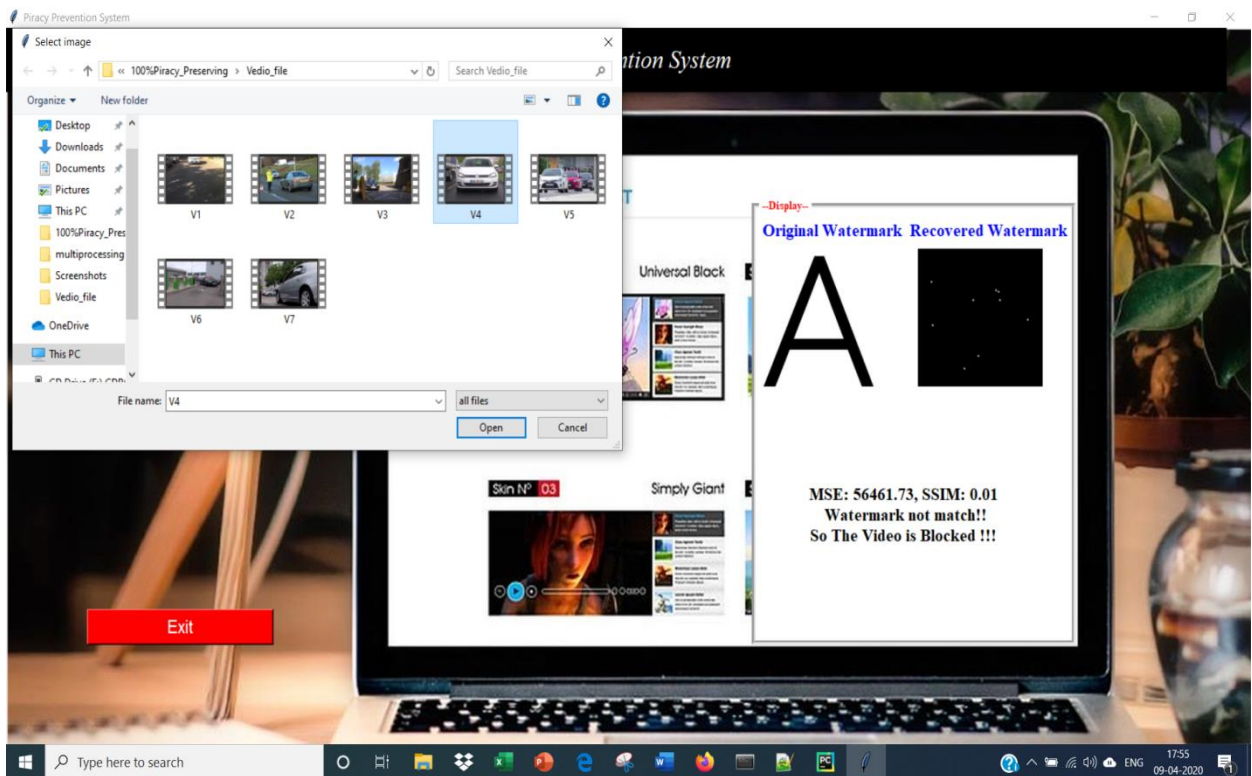 Piracy Prevention System
Select image
ntion System
« 100%Piracy_Preserving > Vedio_file
Search Vedio_file
Organize
New folder
Desktop
Downloads
Documents
Pictures
This PC
100%Piracy_Pres
multiprocessing
Screenshots
Vedio_file
OneDrive
This PC
V1
V2
V3
V4
V5
V6
V7
File name: V4
all files
Open
Cancel
T
--Display--
Original Watermark Recovered Watermark
A
Universal Black
MSE: 56461.73, SSIM: 0.01
Watermark not match!!
So The Video is Blocked !!!
Skin Nº 03
Simply Giant
Exit
Type here to search
ENG
17:55
09-04-2020
1